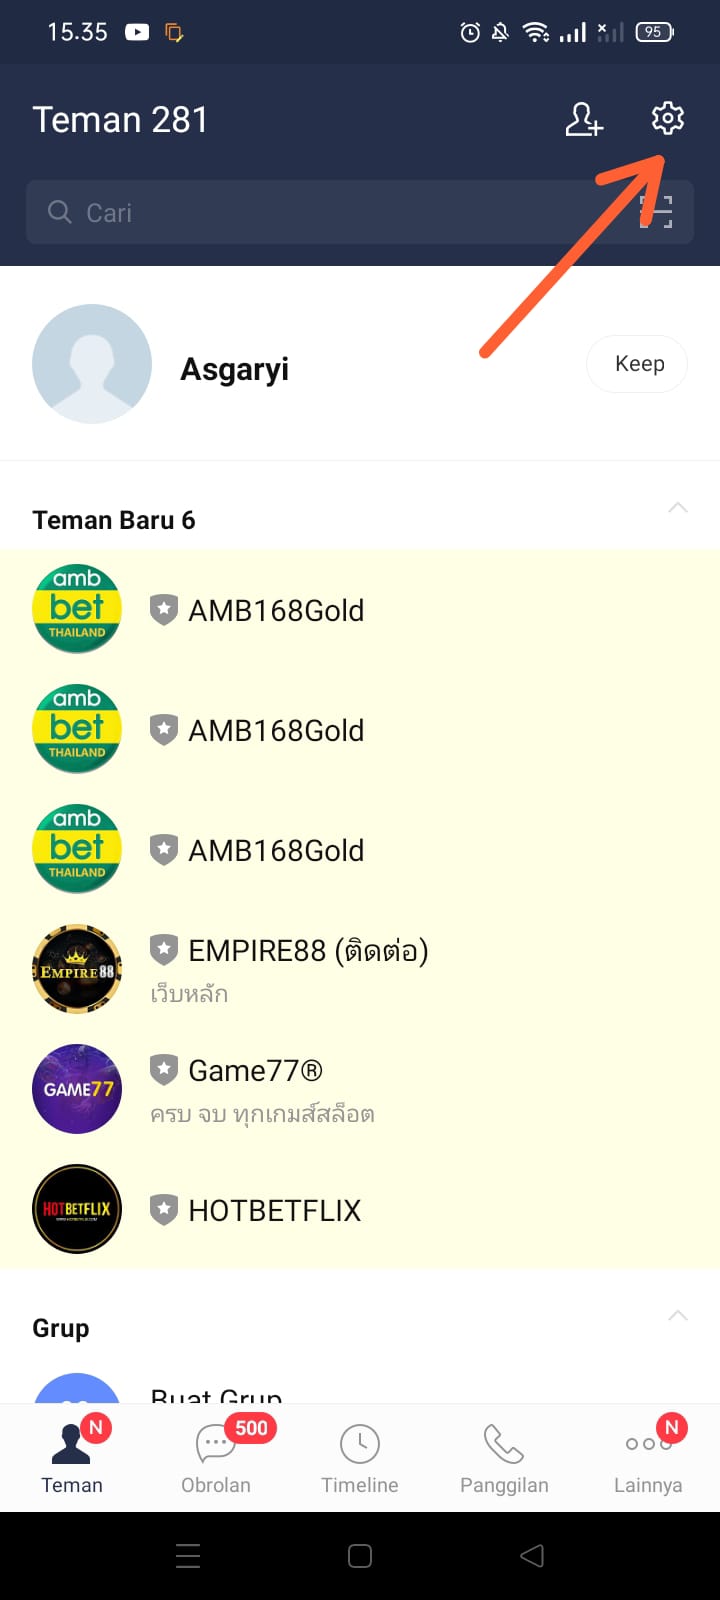 15.35
95
Teman 281
Cari
Asgaryi
Keep
Teman Baru 6
amb
bet
THAILAND
AMB168Gold
amb
bet
THAILAND
AMB168Gold
amb
bet
THAILAND
AMB168Gold
EMPIRE88
EMPIRE88 (ติดต่อ)
เว็บหลัก
GAME77
Game77®
ครบ จบ ทุกเกมส์สล็อต
HOTBETFLIX
HOTBETFLIX
Grup
Buat Grup
N
500
N
Teman
Obrolan
Timeline
Panggilan
Lainnya